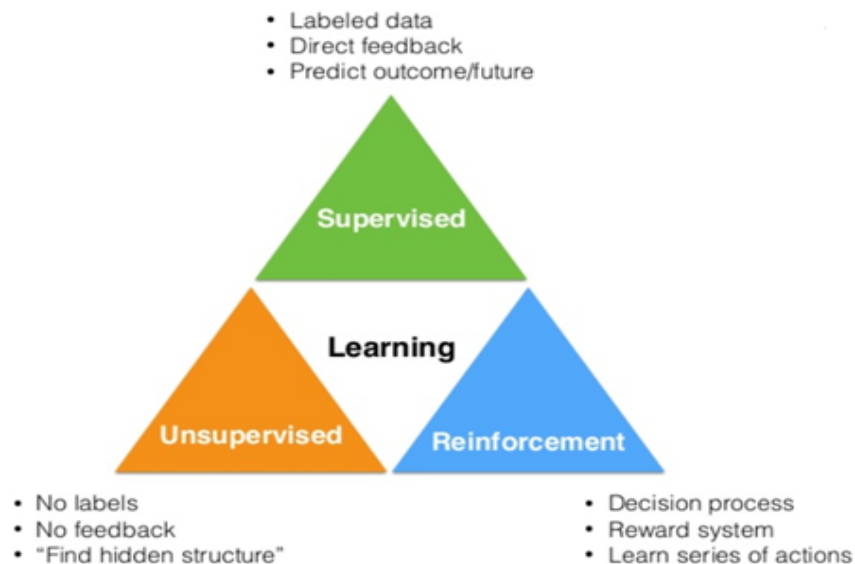 • Labeled data
• Direct feedback
• Predict outcome/future
Supervised
Learning
Unsupervised
Reinforcement
• No labels
• No feedback
• “Find hidden structure”
• Decision process
• Reward system
• Learn series of actions